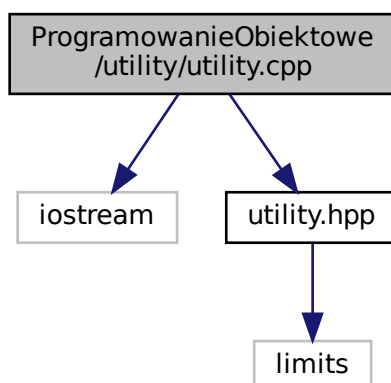 ProgramowanieObiektowe
/utility/utility.cpp
iostream
utility.hpp
limits